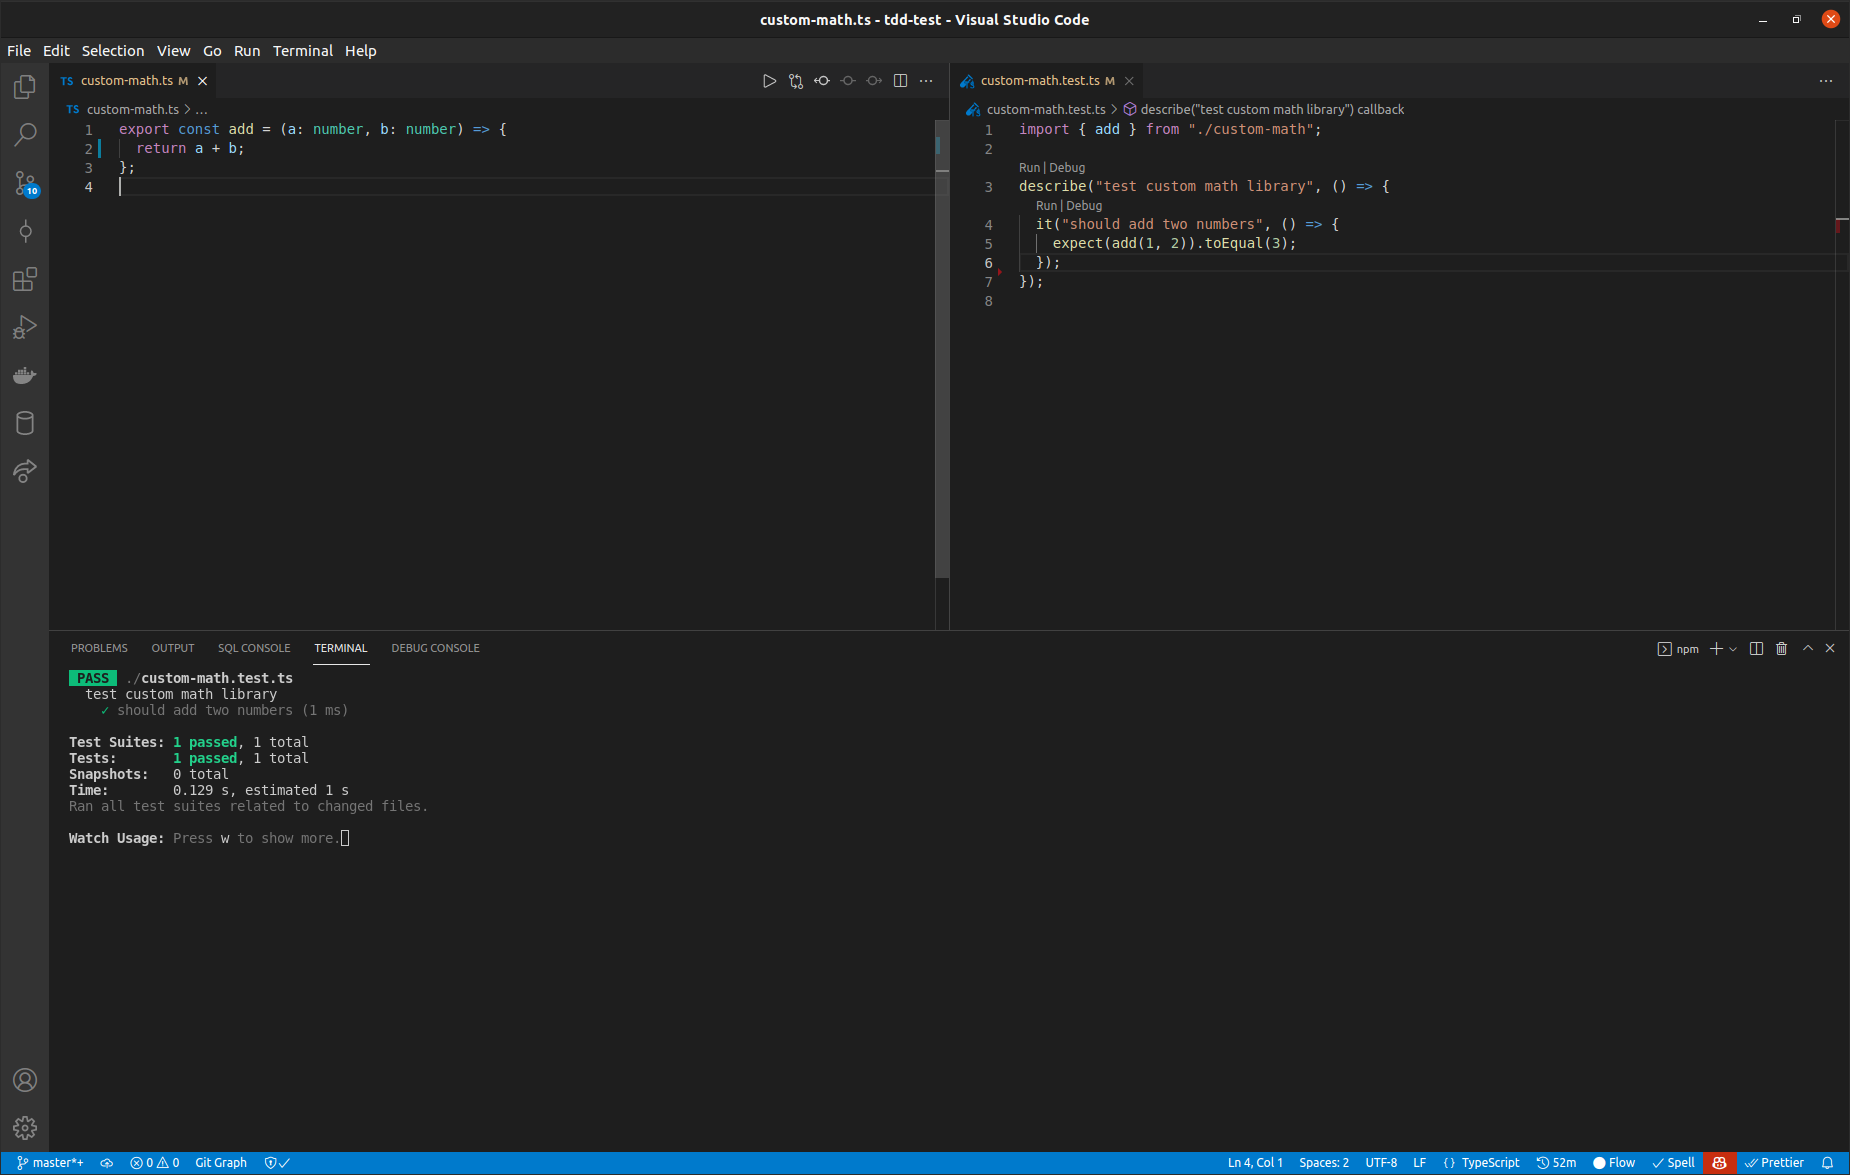 custom-math.ts - tdd-test - Visual Studio Code
File Edit Selection View Go Run Terminal Help
TS custom-math.ts M
TS custom-math.ts > ...
1 export const add = (a: number, b: number) => {
2 return a + b;
3 };
4
custom-math.test.ts M
custom-math.test.ts > describe("test custom math library") callback
1 import { add } from "./custom-math";
2
Run | Debug
3 describe("test custom math library", () => {
Run | Debug
4 it("should add two numbers", () => {
5 expect(add(1, 2)).toEqual(3);
6 });
7 });
8
10
PROBLEMS OUTPUT SQL CONSOLE TERMINAL DEBUG CONSOLE
npm
PASS ./custom-math.test.ts
test custom math library
✓ should add two numbers (1 ms)
Test Suites: 1 passed, 1 total
Tests: 1 passed, 1 total
Snapshots: 0 total
Time: 0.129 s, estimated 1 s
Ran all test suites related to changed files.
Watch Usage: Press w to show more.
master*+ 0 0 Git Graph Ln 4, Col 1 Spaces: 2 UTF-8 LF {} TypeScript 52m Flow Spell Prettier